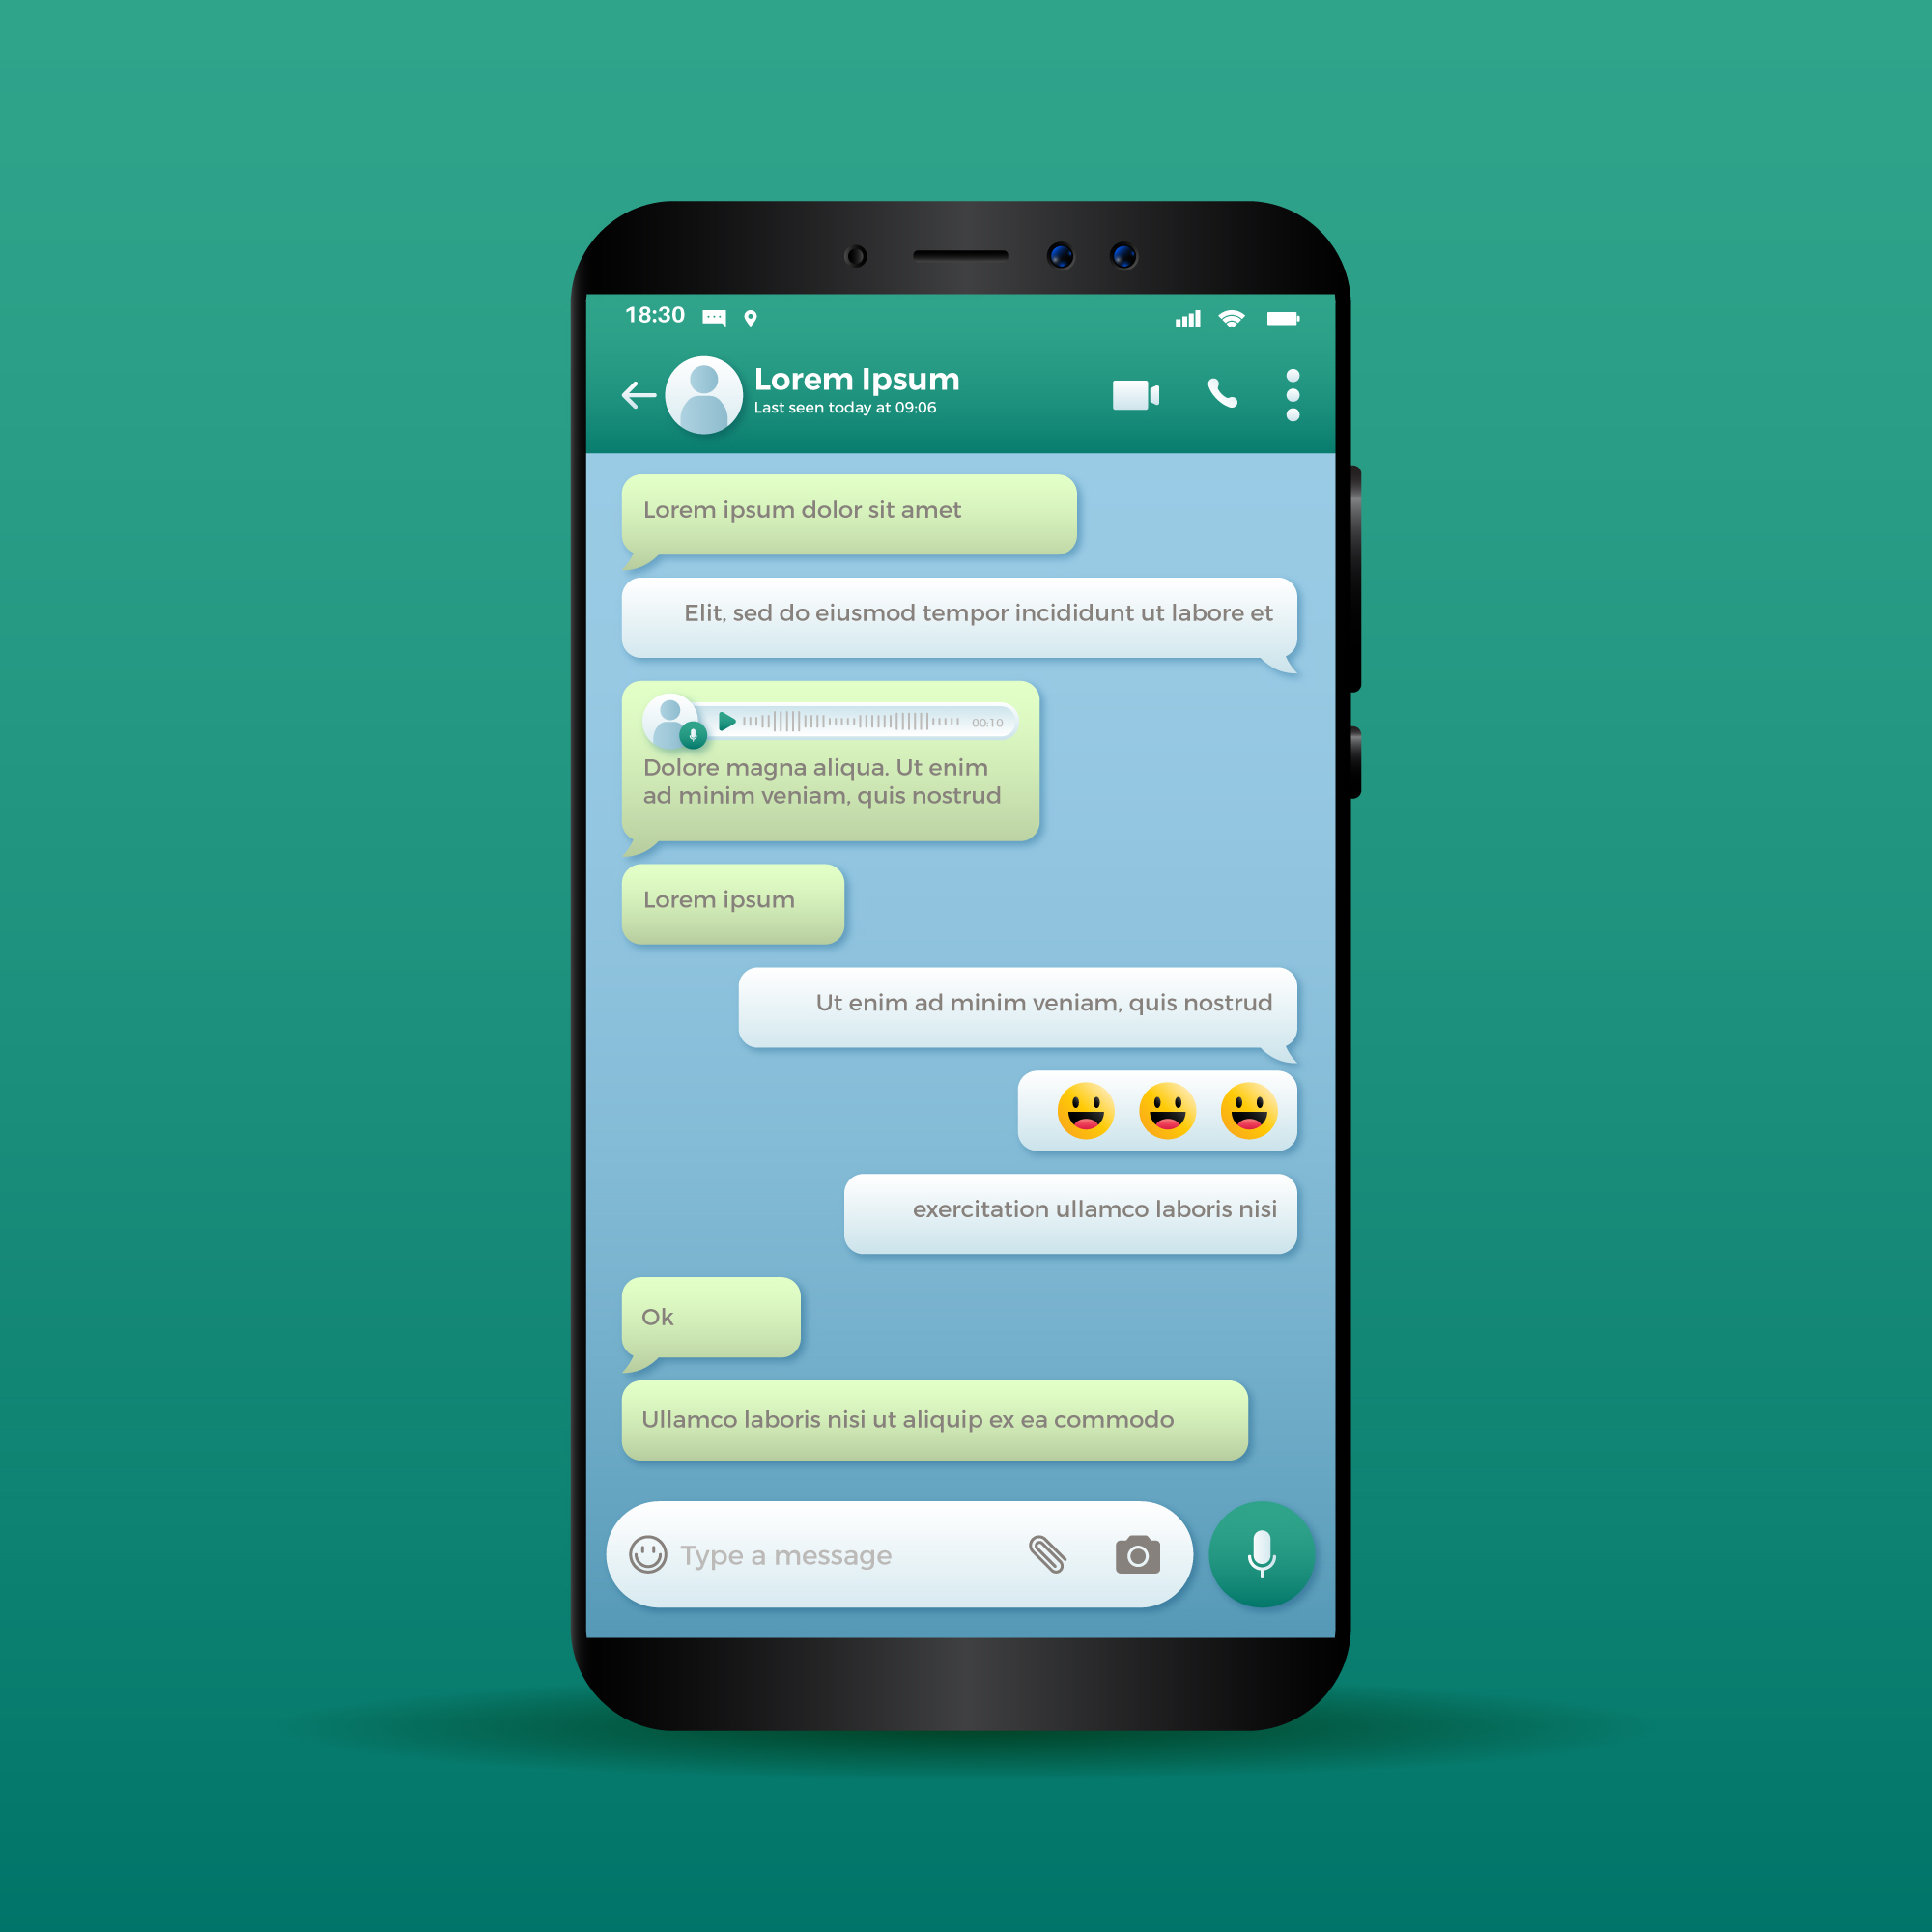 18:30
Lorem Ipsum
Last seen today at 09:06
Lorem ipsum dolor sit amet
Elit, sed do eiusmod tempor incididunt ut labore et
00:10
Dolore magna aliqua. Ut enim
ad minim veniam, quis nostrud
Lorem ipsum
Ut enim ad minim veniam, quis nostrud
exercitation ullamco laboris nisi
Ok
Ullamco laboris nisi ut aliquip ex ea commodo
Type a message